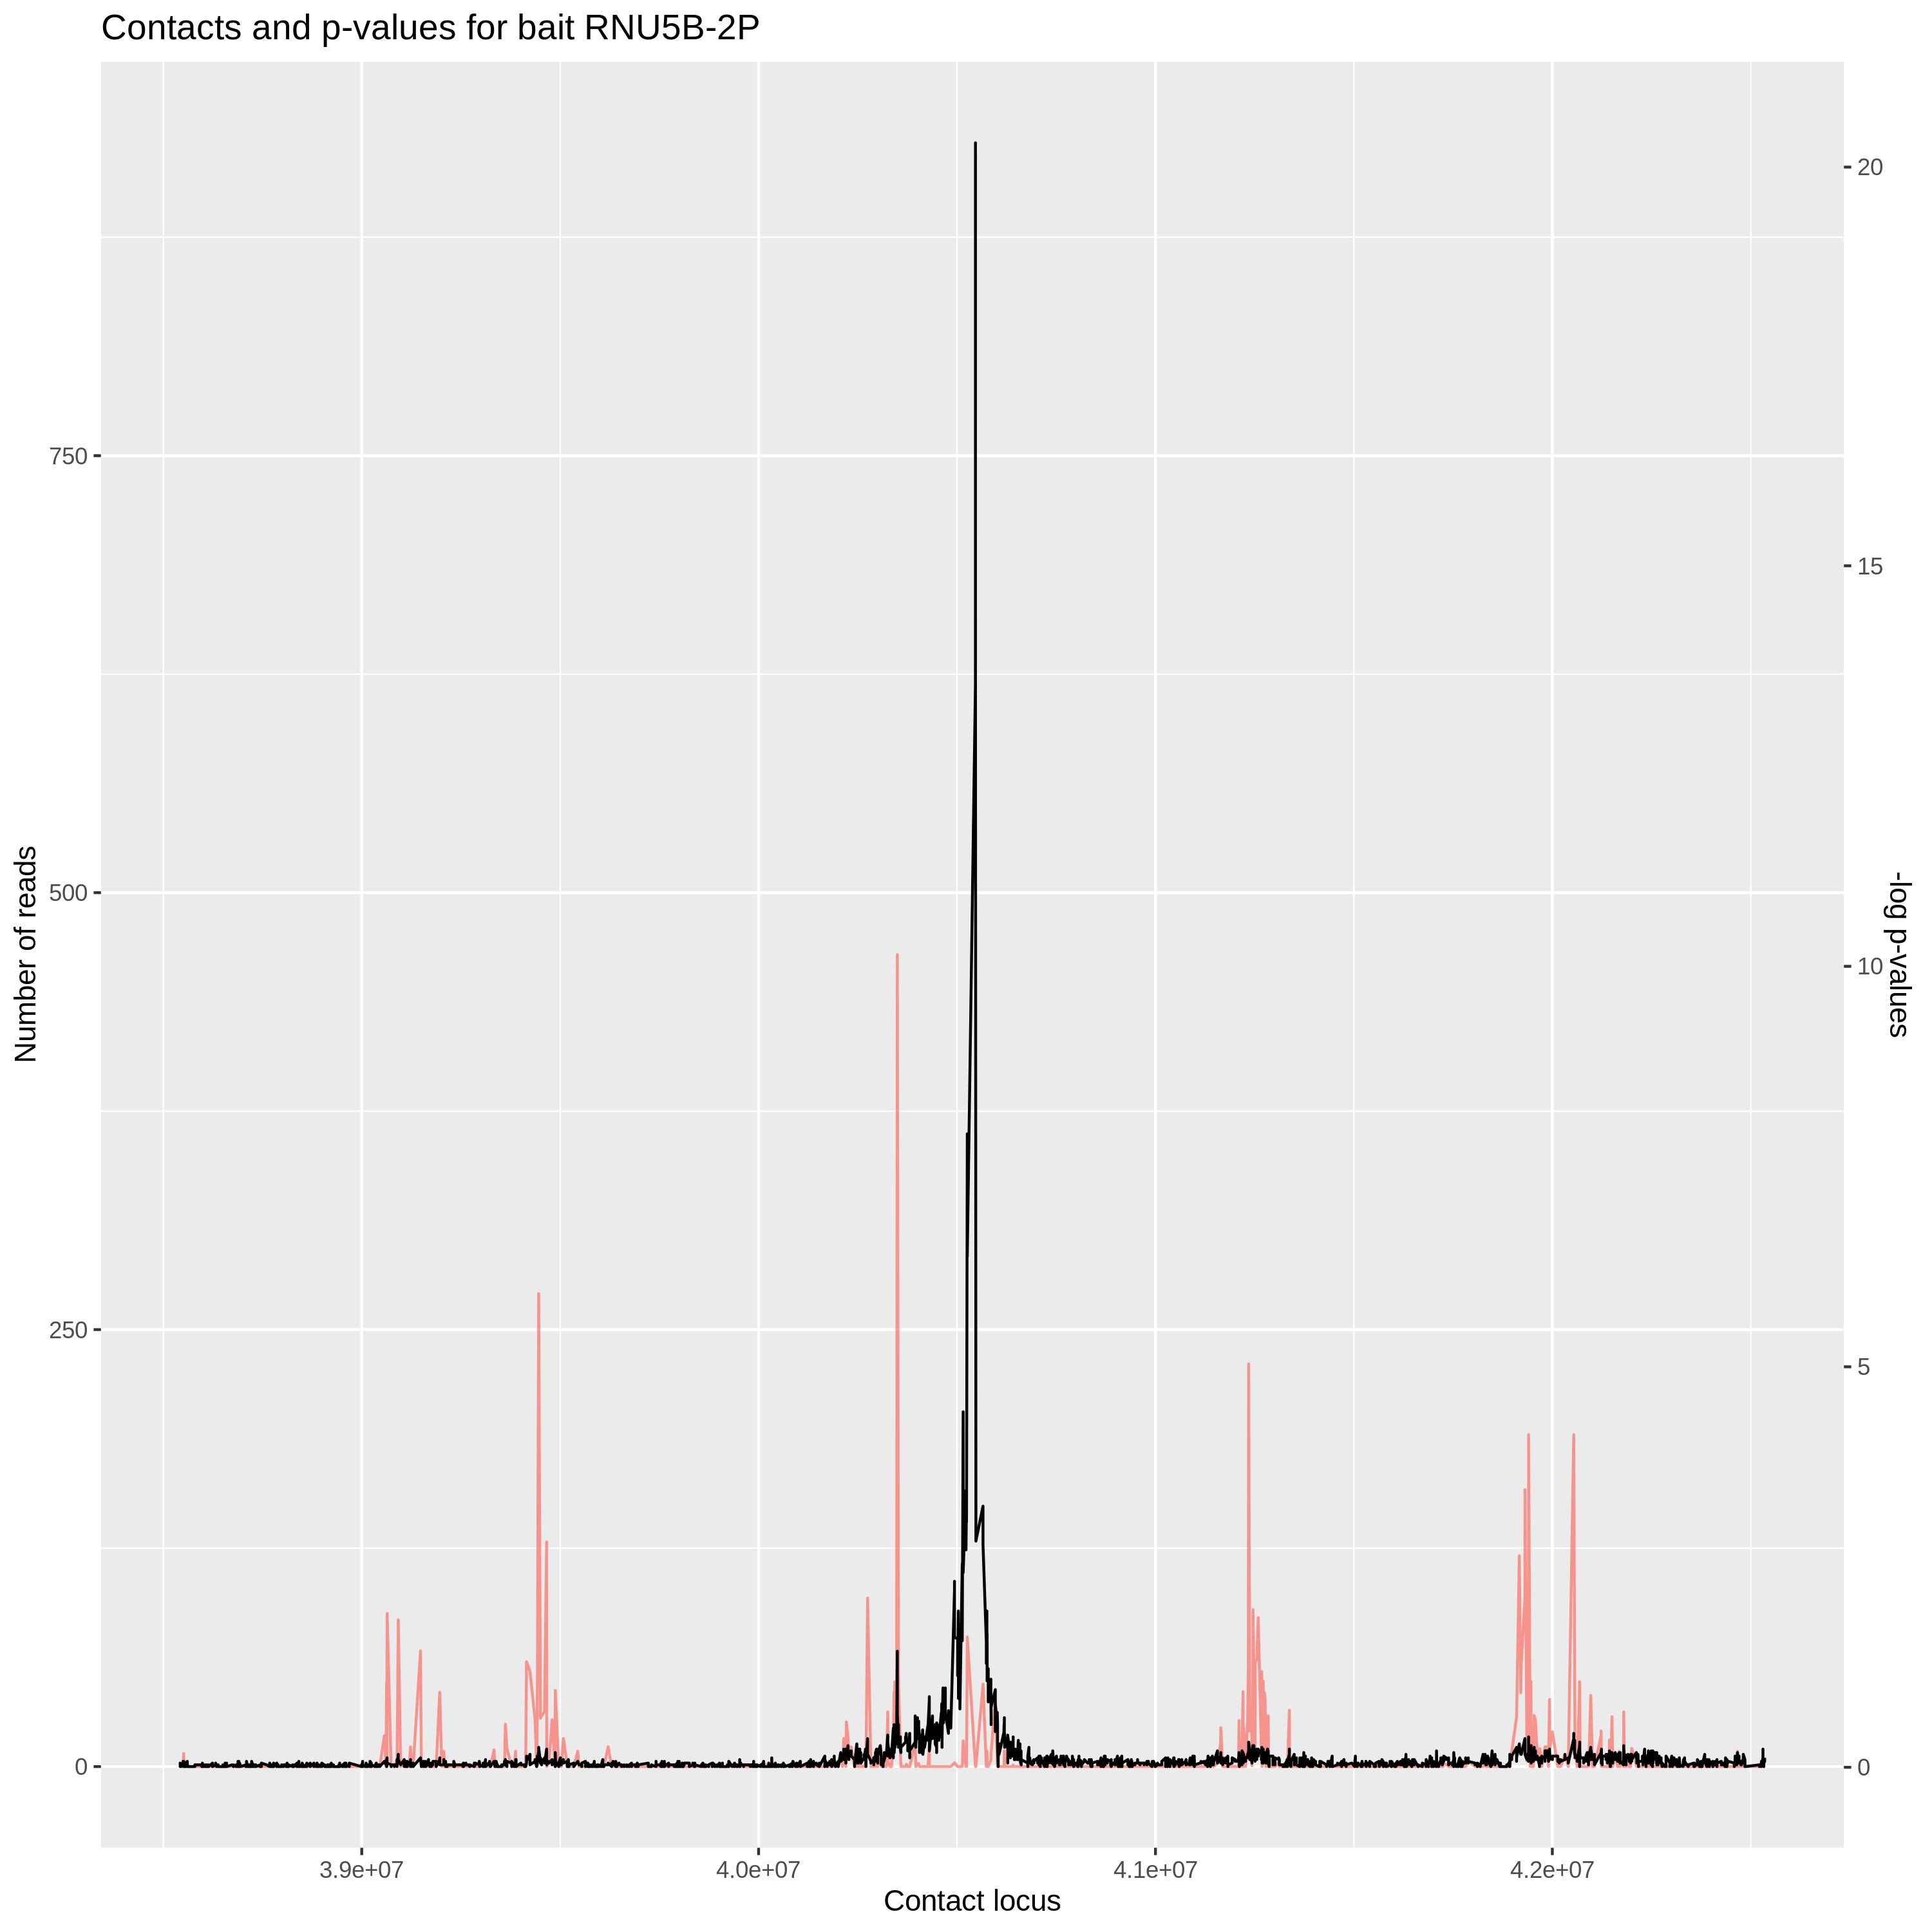 Contacts and p-values for bait RNU5B-2P
Number of reads
750
500
250
0
20
15
10
5
0
-log p-values
3.9e+07
4.0e+07
4.1e+07
4.2e+07
Contact locus